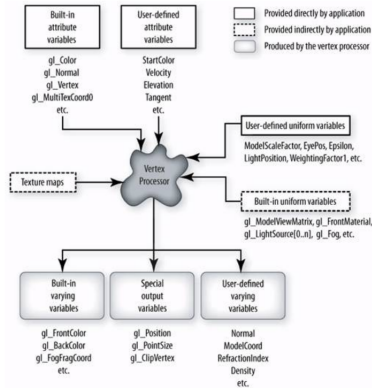 Built-in
attribute
variables
User-defined
attribute
variables
Provided directly by application
Provided indirectly by application
Produced by the vertex processor
gl_Color
gl_Normal
gl_Vertex
gl_MultiTexCoord0
etc.
StartColor
Velocity
Elevation
Tangent
etc.
User-defined uniform variables
ModelScaleFactor, EyePos, Epsilon,
LightPosition, WeightingFactor1, etc.
Texture maps
Vertex
Processor
Built-in uniform variables
gl_ModelViewMatrix, gl_FrontMaterial,
gl_LightSource[0..n], gl_Fog, etc.
Built-in
varying
variables
Special
output
variables
User-defined
varying
variables
gl_FrontColor
gl_BackColor
gl_FogFragCoord
etc.
gl_Position
gl_PointSize
gl_ClipVertex
Normal
ModelCoord
RefractionIndex
Density
etc.